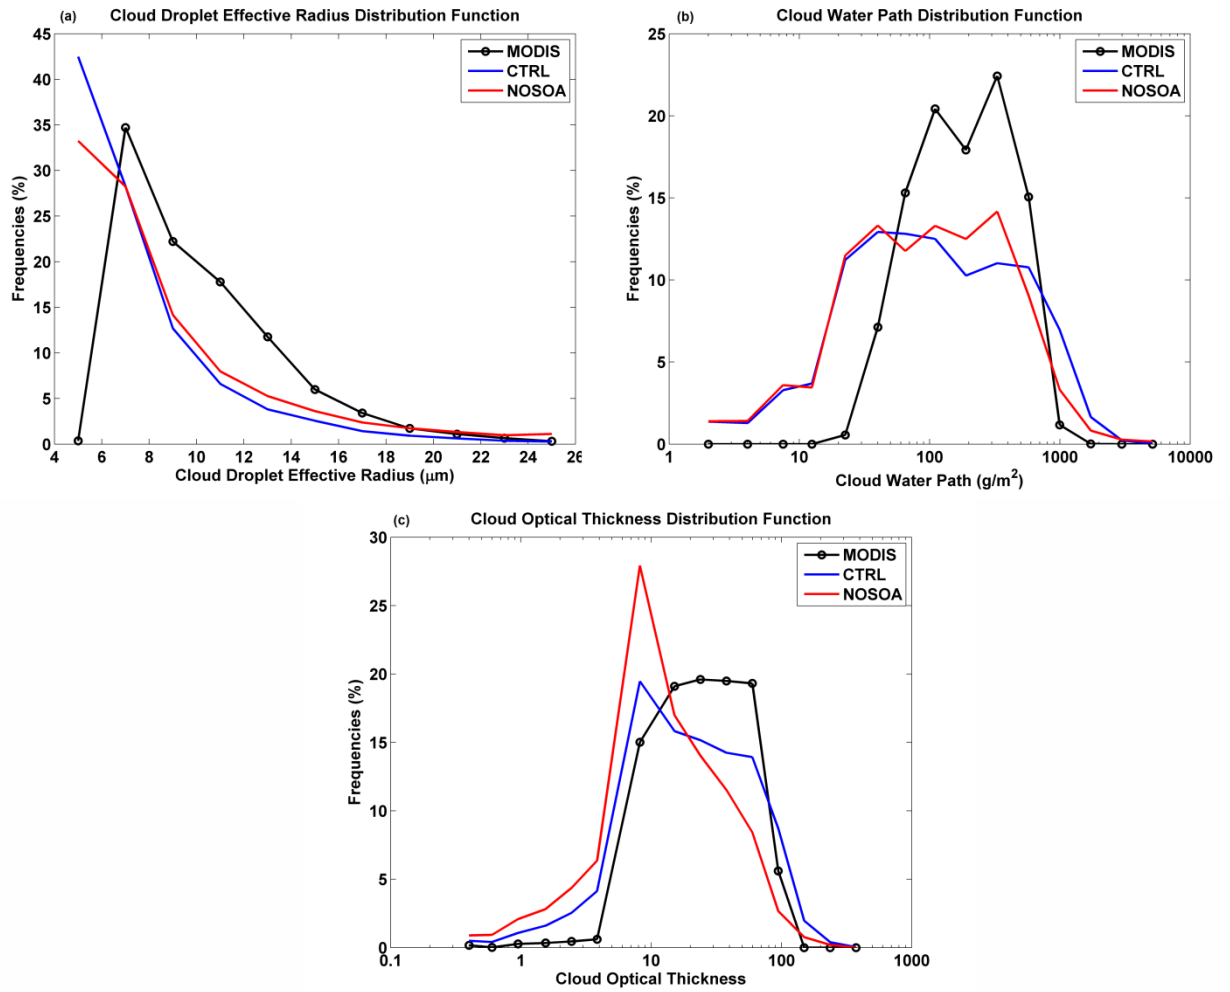 (a) Cloud Droplet Effective Radius Distribution Function
45
40
35
30
25
20
15
10
5
0
Frequencies (%)
MODIS
CTRL
NOSOA
4 6 8 10 12 14 16 18 20 22 24 26
Cloud Droplet Effective Radius (μm)
(b) Cloud Water Path Distribution Function
25
20
15
10
5
0
Frequencies (%)
MODIS
CTRL
NOSOA
1 10 100 1000 10000
Cloud Water Path (g/m²)
(c) Cloud Optical Thickness Distribution Function
30
25
20
15
10
5
0
Frequencies (%)
MODIS
CTRL
NOSOA
0.1 1 10 100 1000
Cloud Optical Thickness